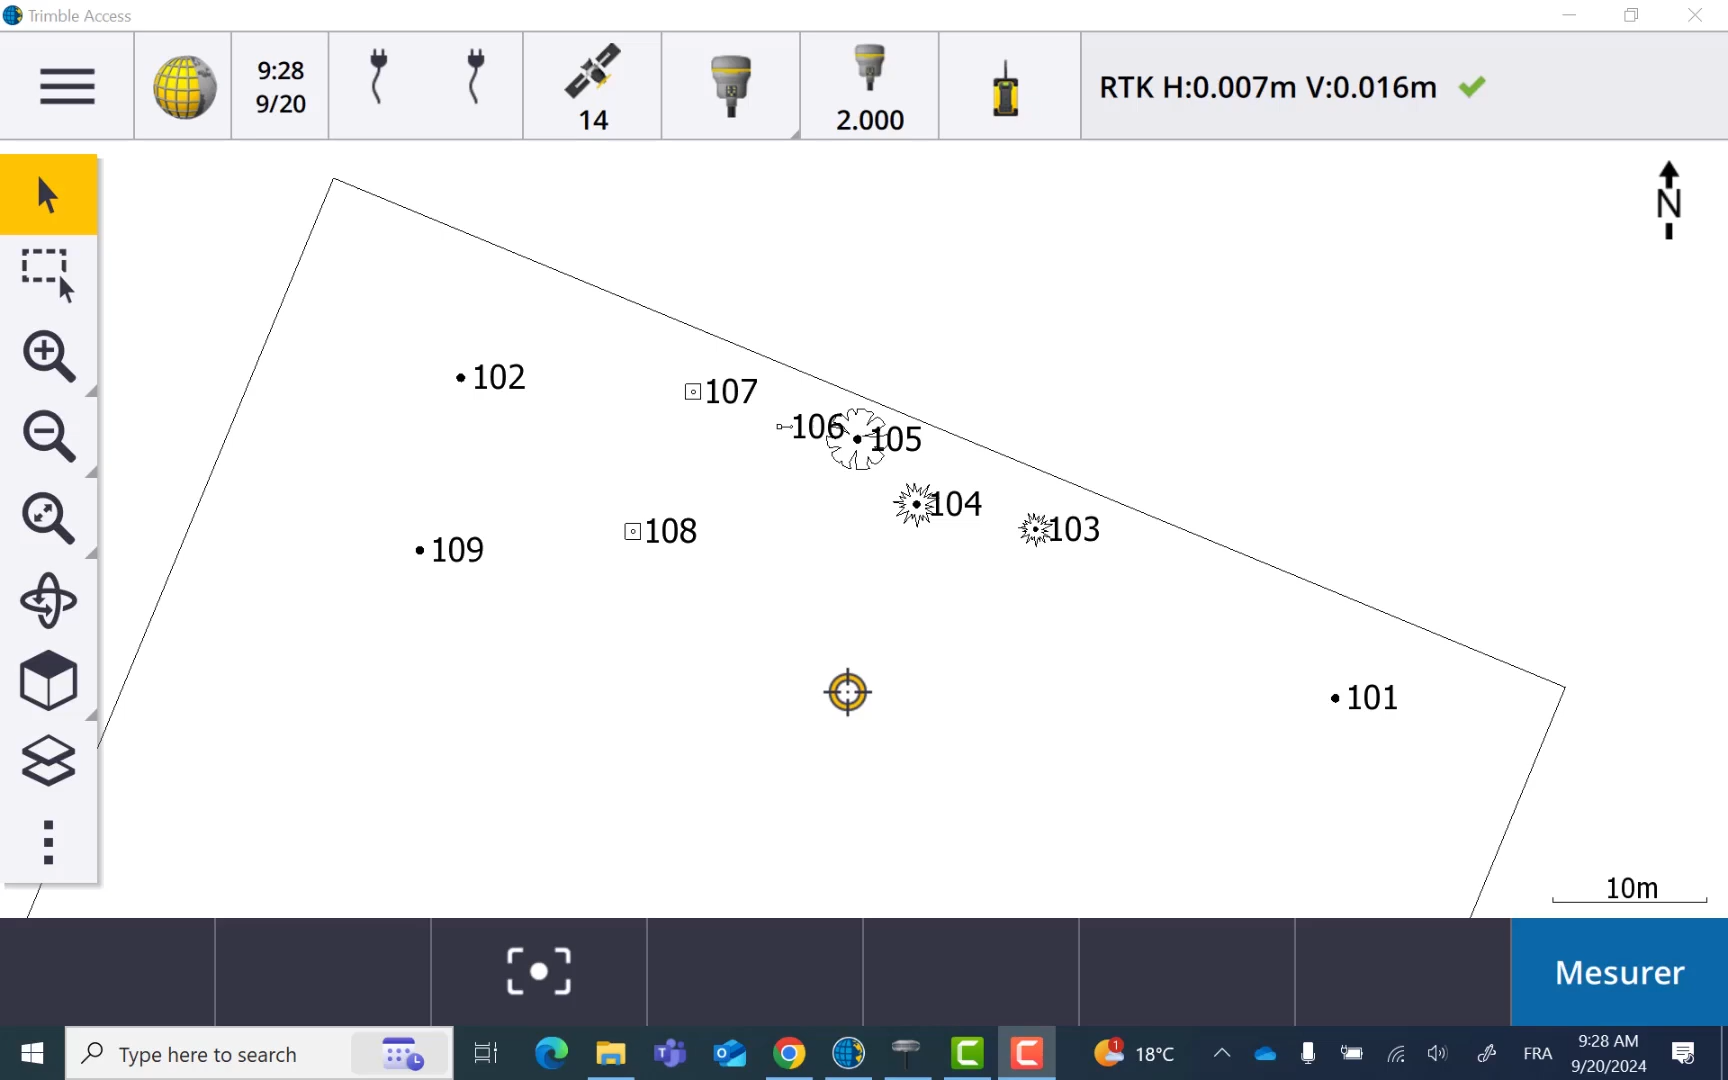 Trimble Access
9:28
9/20
14
2.000
RTK H:0.007m V:0.016m
N
102
107
106
105
104
103
108
109
101
10m
Mesurer
Type here to search
1
18°C
FRA
9:28 AM
9/20/2024